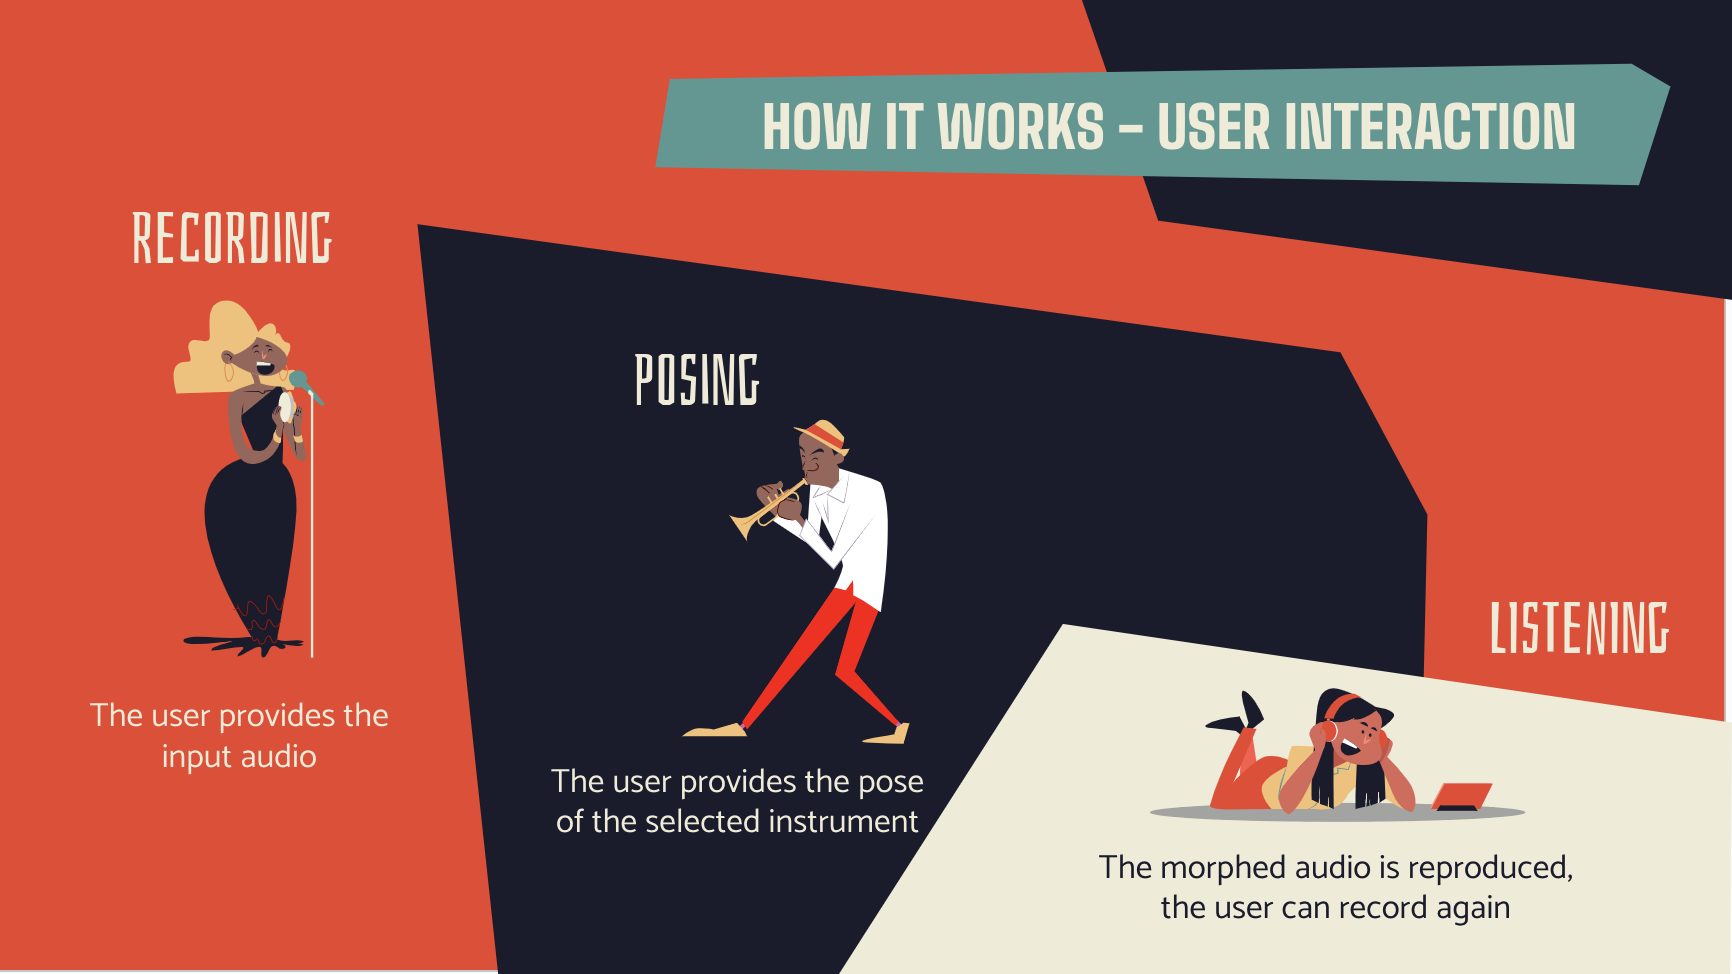 HOW IT WORKS – USER INTERACTION
RECORDING
The user provides the
input audio
POSING
The user provides the pose
of the selected instrument
LISTENING
The morphed audio is reproduced,
the user can record again